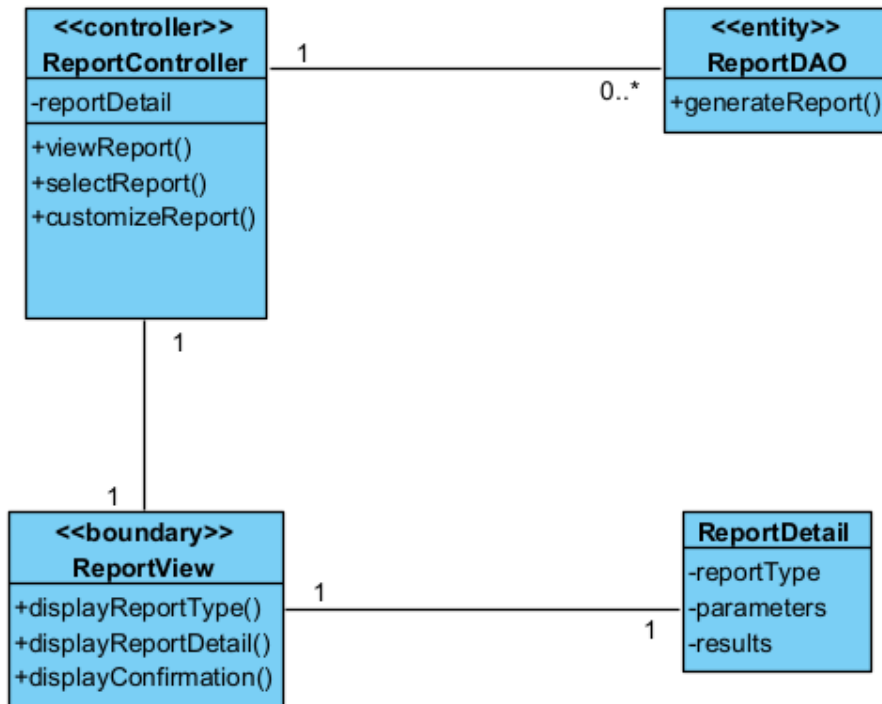 <<controller>>
ReportController
-reportDetail
+viewReport()
+selectReport()
+customizeReport()
1
0..*
<<entity>>
ReportDAO
+generateReport()
1
1
<<boundary>>
ReportView
+displayReportType()
+displayReportDetail()
+displayConfirmation()
1
1
ReportDetail
-reportType
-parameters
-results